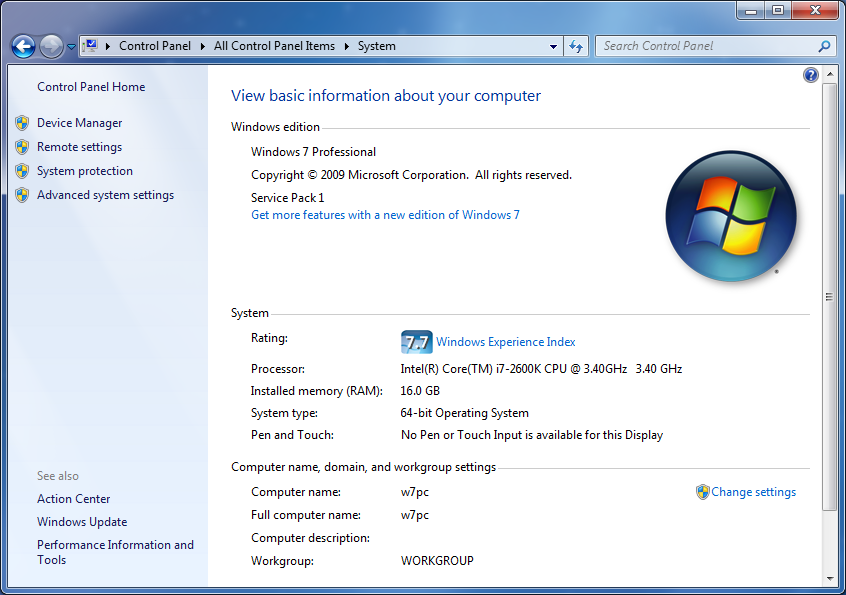 Control Panel ▸ All Control Panel Items ▸ System
Search Control Panel
Control Panel Home
Device Manager
Remote settings
System protection
Advanced system settings
See also
Action Center
Windows Update
Performance Information and
Tools
View basic information about your computer
Windows edition
Windows 7 Professional
Copyright © 2009 Microsoft Corporation.  All rights reserved.
Service Pack 1
Get more features with a new edition of Windows 7
System
Rating: 7.7 Windows Experience Index
Processor: Intel(R) Core(TM) i7-2600K CPU @ 3.40GHz   3.40 GHz
Installed memory (RAM): 16.0 GB
System type: 64-bit Operating System
Pen and Touch: No Pen or Touch Input is available for this Display
Computer name, domain, and workgroup settings
Computer name: w7pc Change settings
Full computer name: w7pc
Computer description:
Workgroup: WORKGROUP